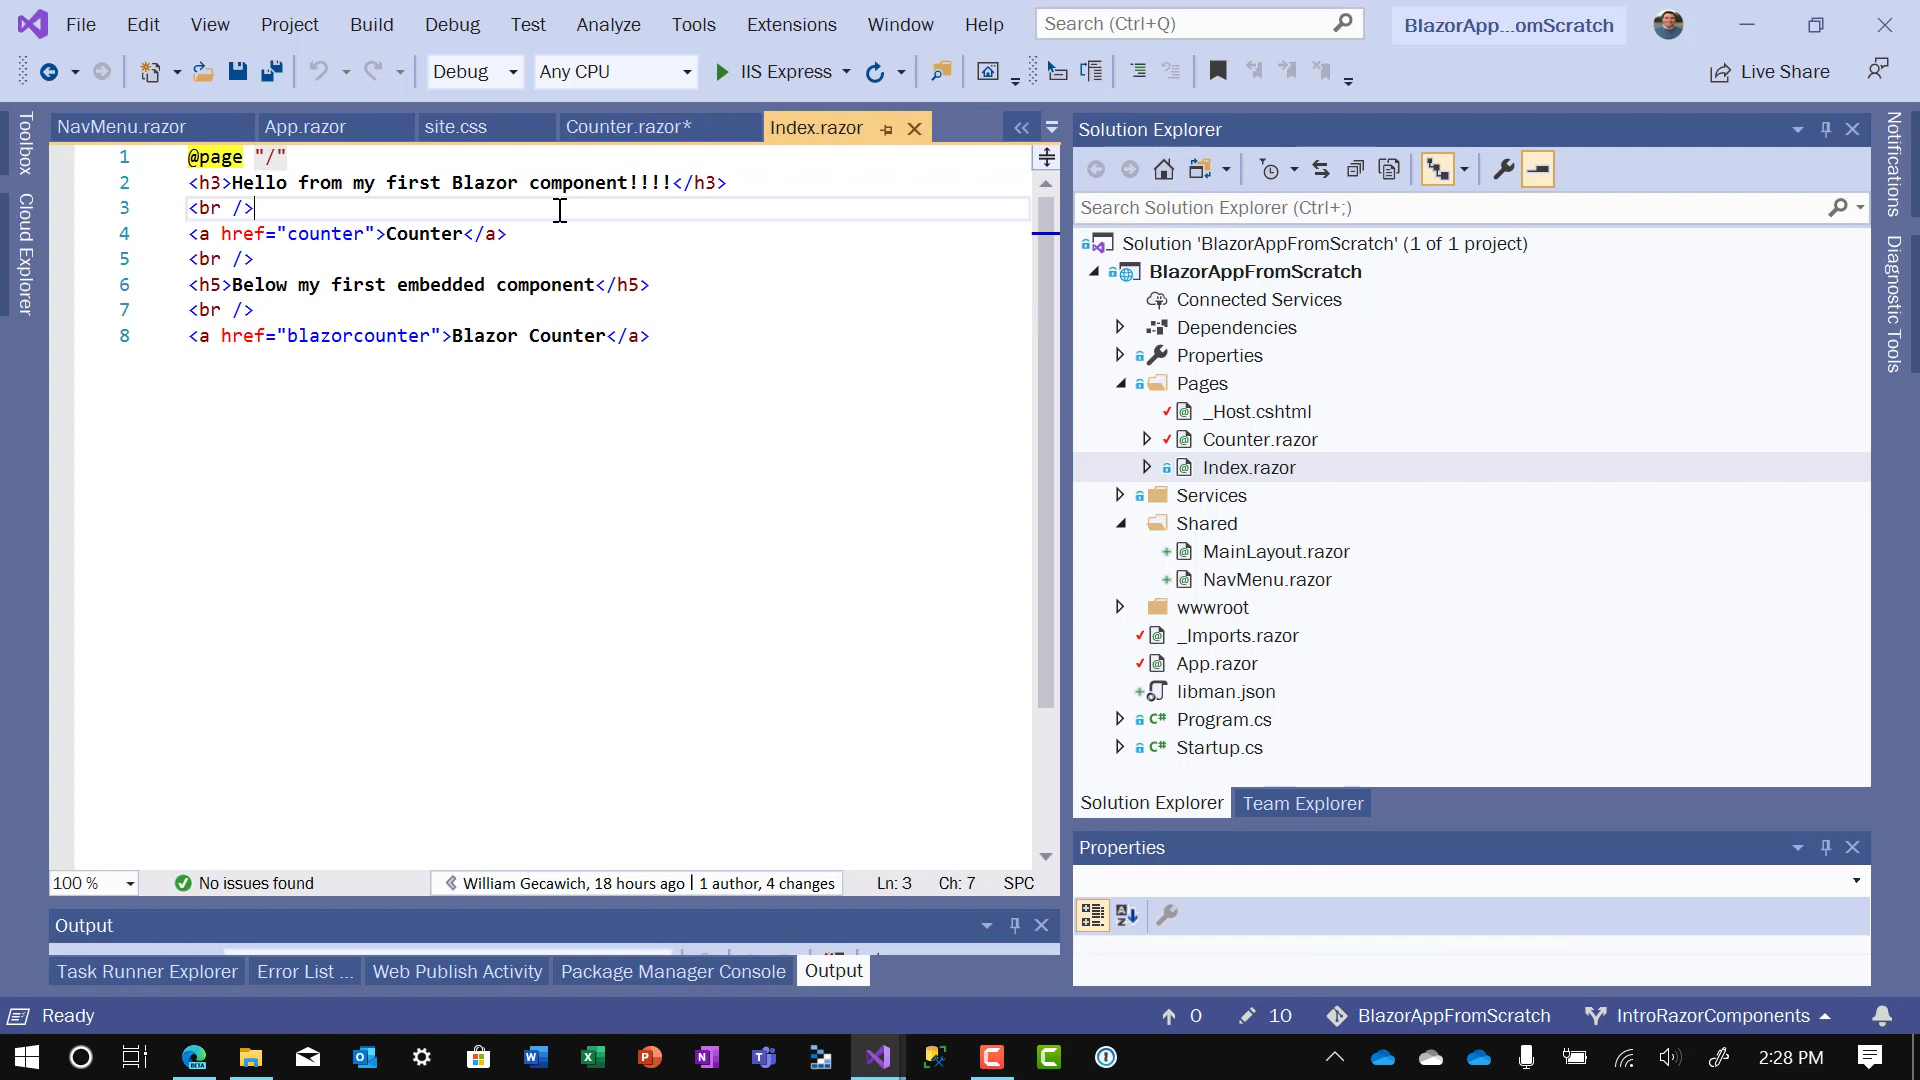 File Edit View Project Build Debug Test Analyze Tools Extensions Window Help Search (Ctrl+Q) BlazorApp...omScratch
Debug Any CPU IIS Express Live Share
Toolbox
Cloud Explorer
NavMenu.razor App.razor site.css Counter.razor* Index.razor
1 @page "/"
2 <h3>Hello from my first Blazor component!!!!</h3>
3 <br />
4 <a href="counter">Counter</a>
5 <br />
6 <h5>Below my first embedded component</h5>
7 <br />
8 <a href="blazorcounter">Blazor Counter</a>
100 % No issues found William Gecawich, 18 hours ago | 1 author, 4 changes Ln: 3 Ch: 7 SPC
Output
Task Runner Explorer Error List ... Web Publish Activity Package Manager Console Output
Solution Explorer
Search Solution Explorer (Ctrl+;)
Solution 'BlazorAppFromScratch' (1 of 1 project)
BlazorAppFromScratch
Connected Services
Dependencies
Properties
Pages
_Host.cshtml
Counter.razor
Index.razor
Services
Shared
MainLayout.razor
NavMenu.razor
wwwroot
_Imports.razor
App.razor
libman.json
C# Program.cs
C# Startup.cs
Solution Explorer Team Explorer
Properties
Notifications
Diagnostic Tools
Ready 0 10 BlazorAppFromScratch IntroRazorComponents
2:28 PM